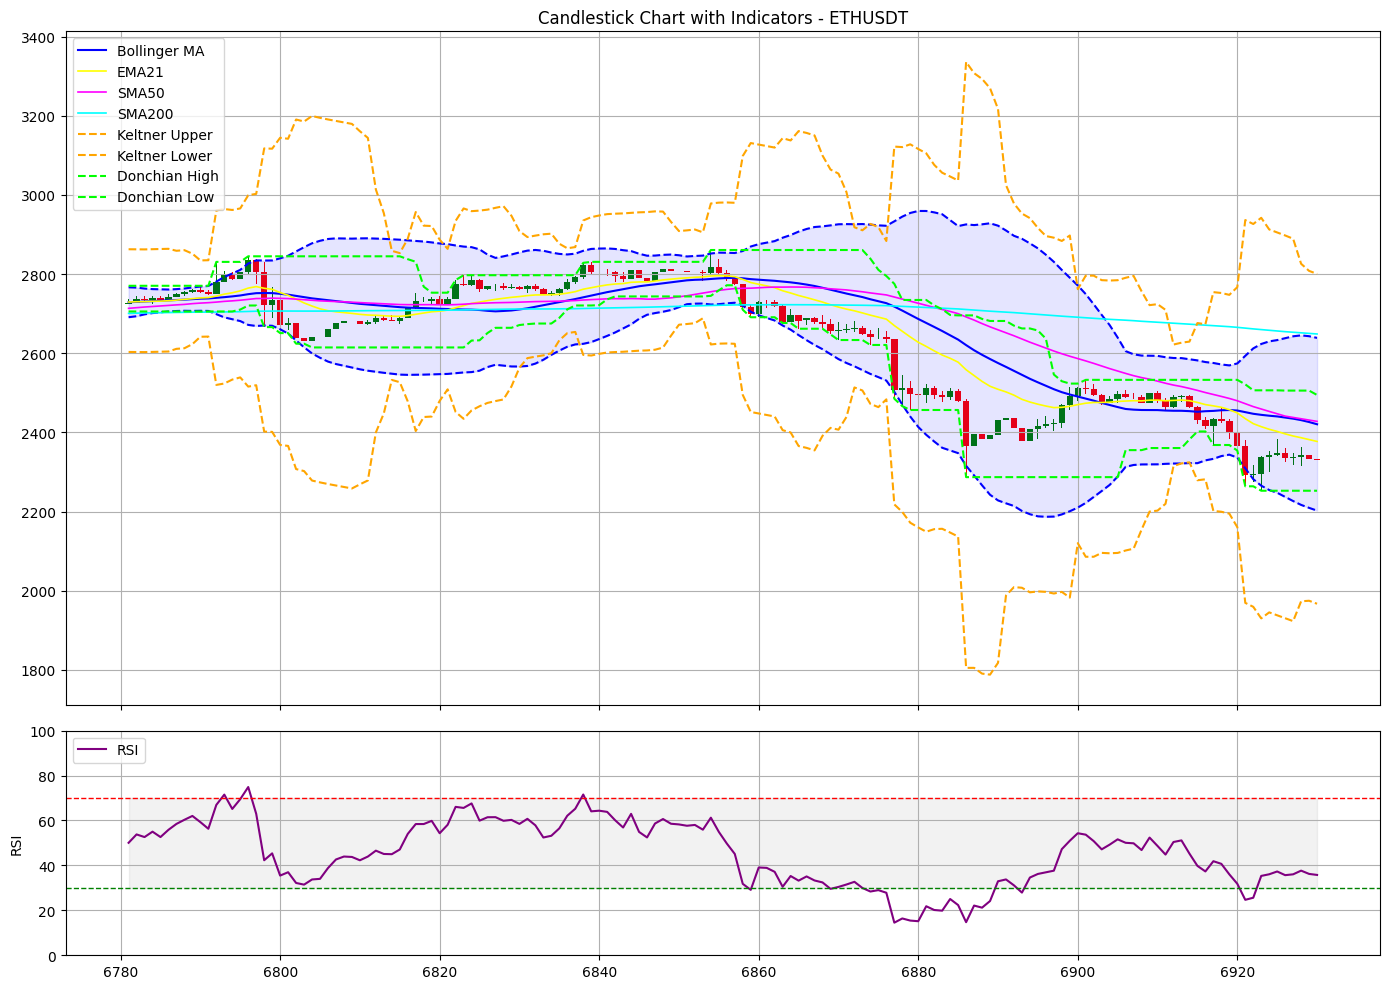 Candlestick Chart with Indicators - ETHUSDT
3400
3200
3000
2800
2600
2400
2200
2000
1800
Bollinger MA
EMA21
SMA50
SMA200
Keltner Upper
Keltner Lower
Donchian High
Donchian Low
100
80
60
40
20
0
RSI
RSI
6780
6800
6820
6840
6860
6880
6900
6920